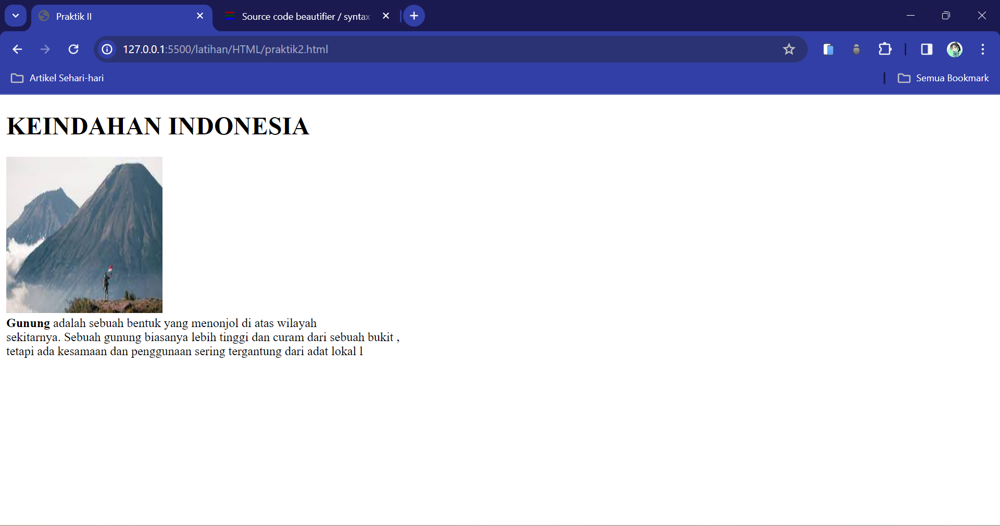 Praktik II
Source code beautifier / syntax
127.0.0.1:5500/latihan/HTML/praktik2.html
Artikel Sehari-hari
Semua Bookmark
KEINDAHAN INDONESIA
Gunung adalah sebuah bentuk yang menonjol di atas wilayah
sekitarnya. Sebuah gunung biasanya lebih tinggi dan curam dari sebuah bukit ,
tetapi ada kesamaan dan penggunaan sering tergantung dari adat lokal l